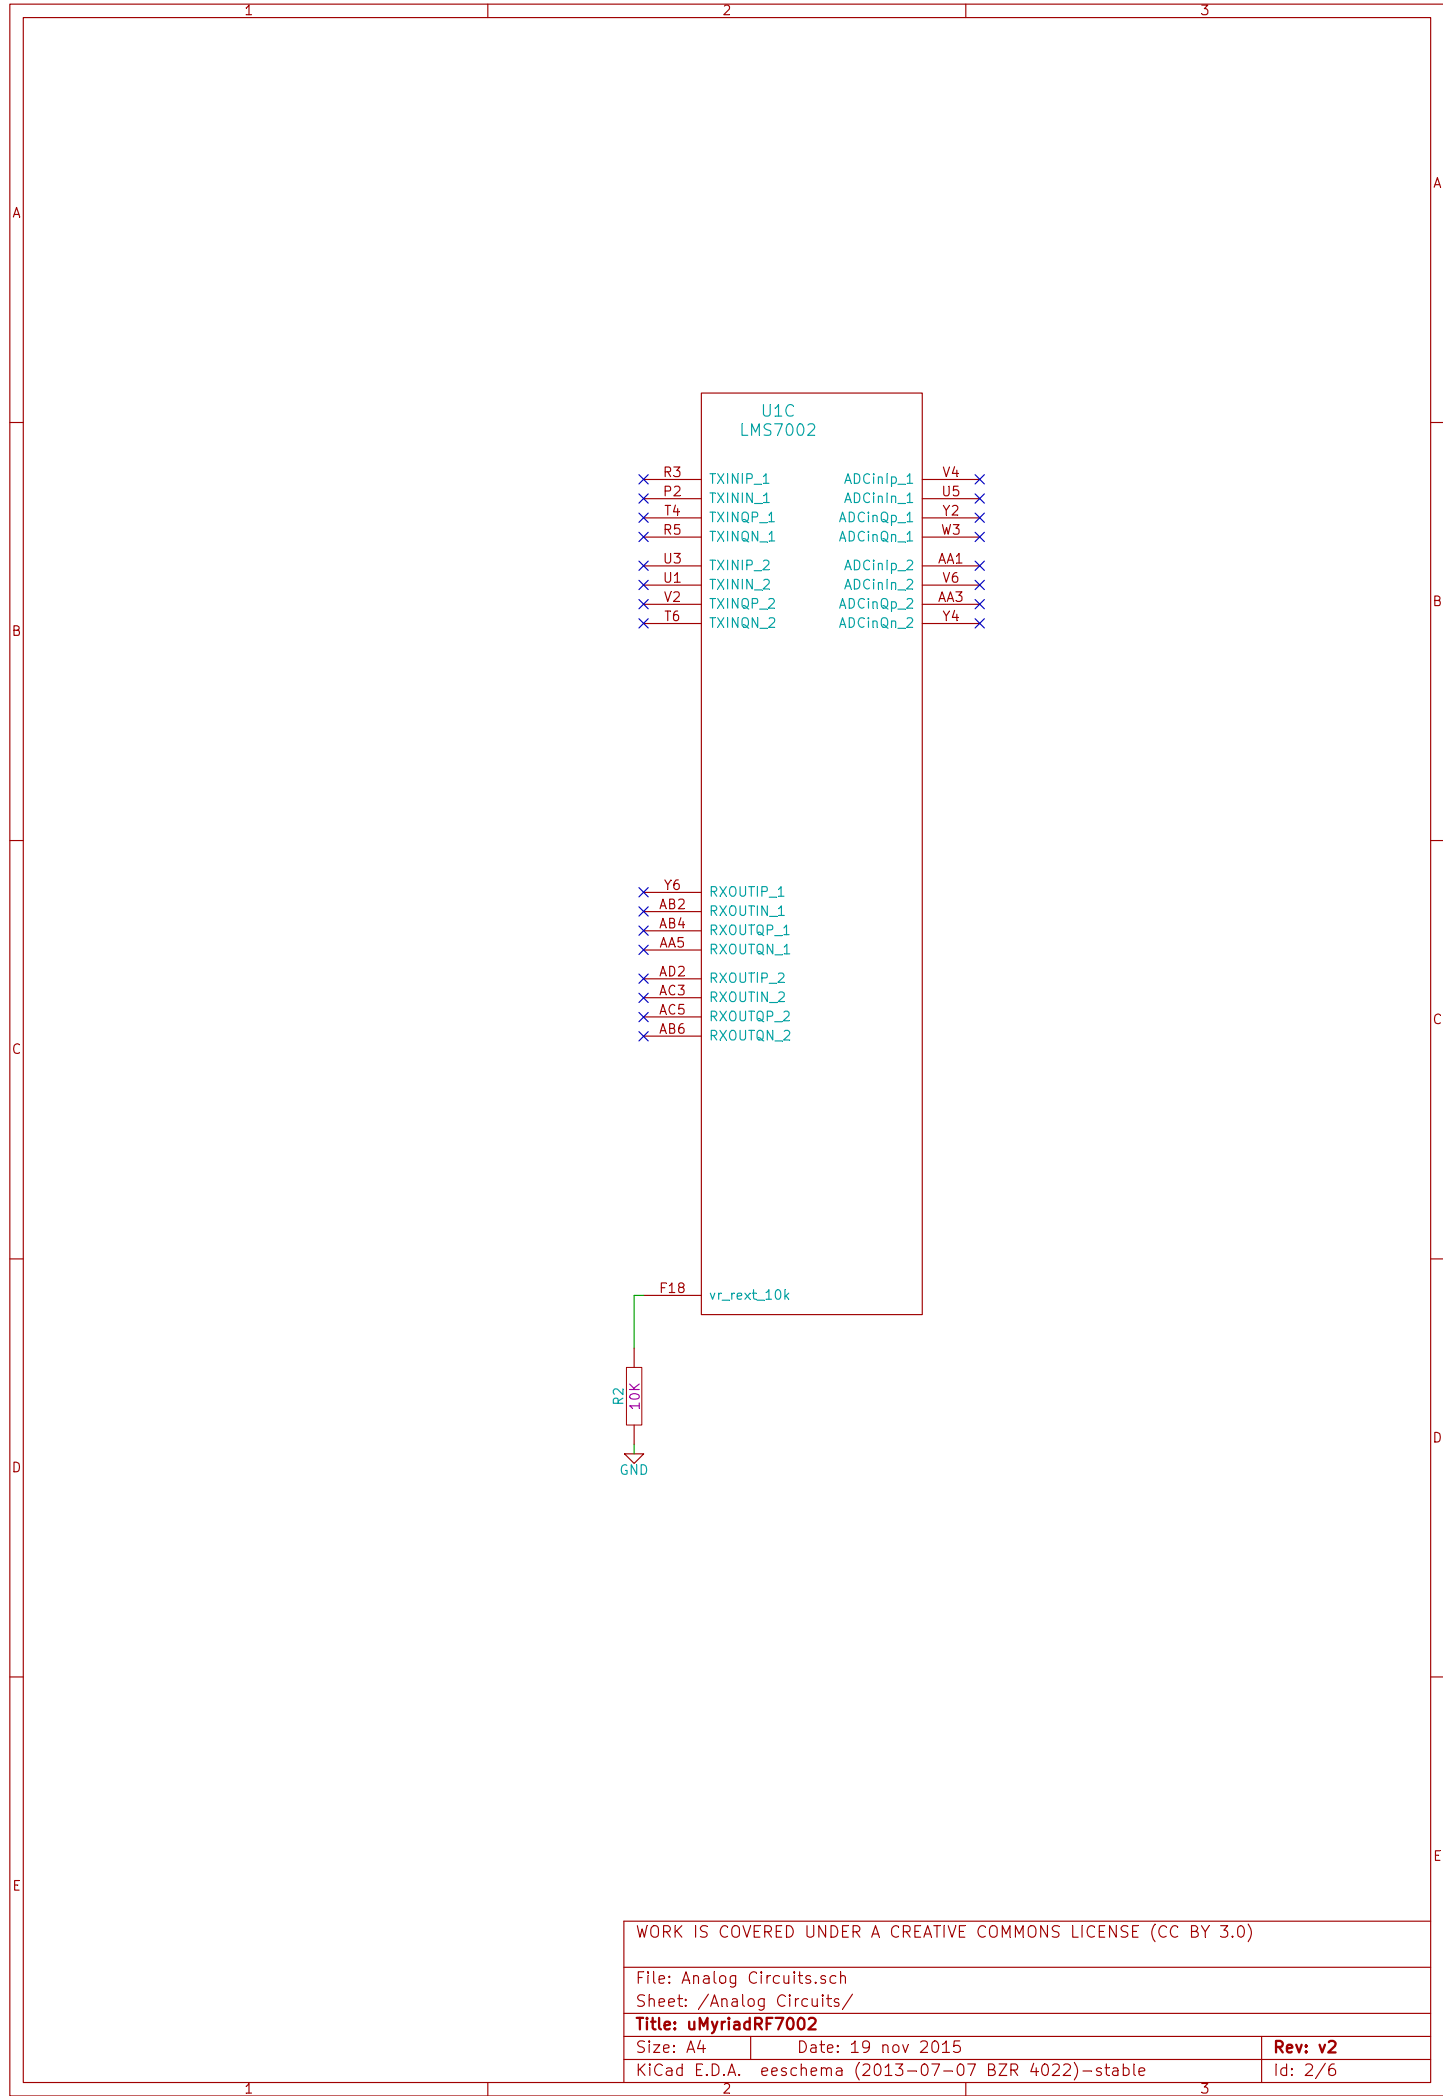 1 2 3
A A
U1C
LMS7002
R3 TXINIP_1 ADCinIp_1 V4
P2 TXININ_1 ADCinIn_1 U5
T4 TXINQP_1 ADCinQp_1 Y2
R5 TXINQN_1 ADCinQn_1 W3
U3 TXINIP_2 ADCinIp_2 AA1
U1 TXININ_2 ADCinIn_2 V6
V2 TXINQP_2 ADCinQp_2 AA3
T6 TXINQN_2 ADCinQn_2 Y4
B B
Y6 RXOUTIP_1
AB2 RXOUTIN_1
AB4 RXOUTQP_1
AA5 RXOUTQN_1
AD2 RXOUTIP_2
AC3 RXOUTIN_2
AC5 RXOUTQP_2
AB6 RXOUTQN_2
C C
F18 vr_rext_10k
R2 10K
GND
D D
E E
WORK IS COVERED UNDER A CREATIVE COMMONS LICENSE (CC BY 3.0)
File: Analog Circuits.sch
Sheet: /Analog Circuits/
Title: uMyriadRF7002
Size: A4 Date: 19 nov 2015 Rev: v2
KiCad E.D.A. eeschema (2013-07-07 BZR 4022)-stable Id: 2/6
1 2 3